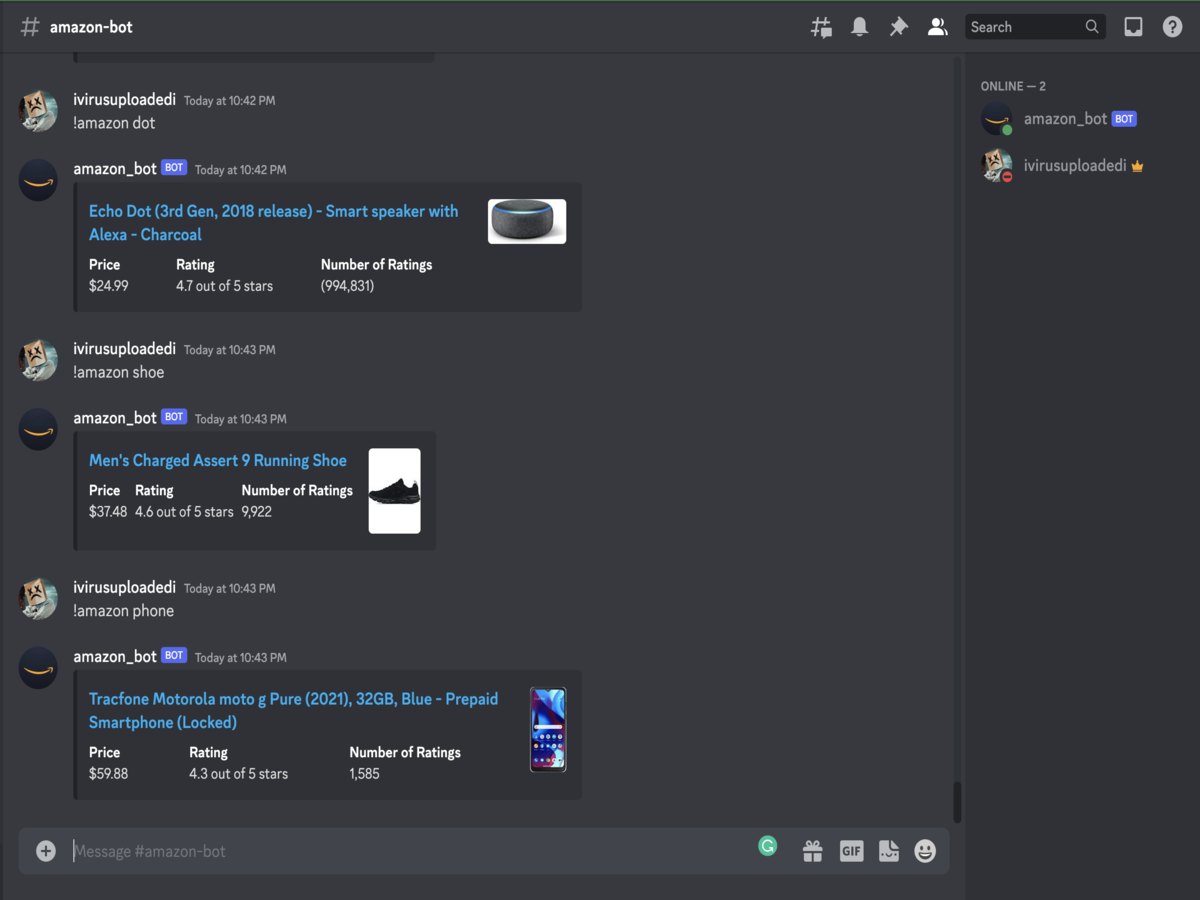 # amazon-bot
Search
ivirusuploadedi Today at 10:42 PM
!amazon dot
amazon_bot BOT Today at 10:42 PM
Echo Dot (3rd Gen, 2018 release) - Smart speaker with
Alexa - Charcoal
Price Rating Number of Ratings
$24.99 4.7 out of 5 stars (994,831)
ivirusuploadedi Today at 10:43 PM
!amazon shoe
amazon_bot BOT Today at 10:43 PM
Men's Charged Assert 9 Running Shoe
Price Rating Number of Ratings
$37.48 4.6 out of 5 stars 9,922
ivirusuploadedi Today at 10:43 PM
!amazon phone
amazon_bot BOT Today at 10:43 PM
Tracfone Motorola moto g Pure (2021), 32GB, Blue - Prepaid
Smartphone (Locked)
Price Rating Number of Ratings
$59.88 4.3 out of 5 stars 1,585
Message #amazon-bot
GIF
ONLINE — 2
amazon_bot BOT
ivirusuploadedi